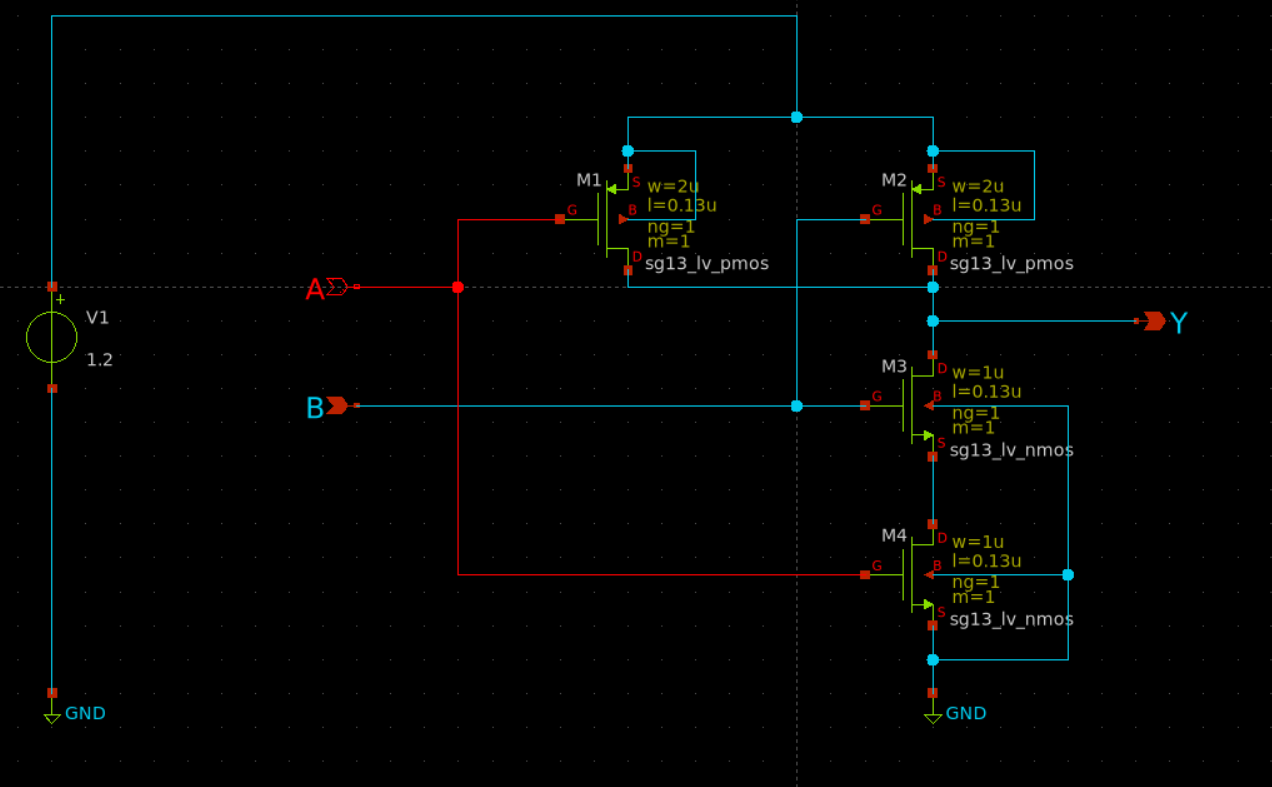 M1
S
w=2u
l=0.13u
G
B
ng=1
m=1
D
sg13_lv_pmos
M2
S
w=2u
l=0.13u
G
B
ng=1
m=1
D
sg13_lv_pmos
A
+
V1
1.2
Y
M3
D
w=1u
l=0.13u
G
B
ng=1
m=1
S
sg13_lv_nmos
B
M4
D
w=1u
l=0.13u
G
B
ng=1
m=1
S
sg13_lv_nmos
GND
GND